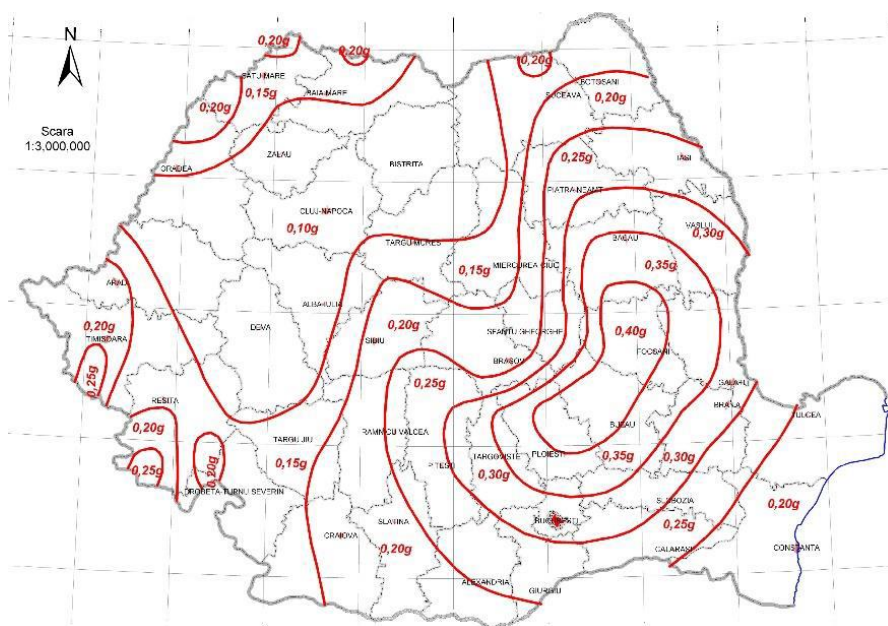 N
0,20g
0,20g
0,20g
SATU-MARE
0,15g
BAIA-MARE
BOTOSANI
SUCEAVA
0,20g
0,20g
Scara
1:3,000.000
ZALAU
BISTRITA
0,25g
IASI
ORADEA
PIATRA-NEAMT
CLUJ-NAPOCA
0,10g
TARGU-MURES
VASLUI
0,30g
BACAU
0,15g
MIERCUREA-CIUC
0,35g
ARAD
ALBA-IULIA
DEVA
0,20g
TIMISOARA
0,20g
SIBIU
SFANTU GHEORGHE
0,40g
FOCSANI
BRASOV
0,25g
0,25g
GALATI
RESITA
BRAILA
TULCEA
0,20g
TARGU JIU
RAMNICU VALCEA
BUZAU
0,25g
0,20g
0,15g
TARGOVISTE
PLOIESTI
0,35g
0,30g
0,30g
DROBETA-TURNU SEVERIN
SLOBOZIA
0,20g
CRAIOVA
SLATINA
BUCURESTI
0,25g
0,20g
CALARASI
CONSTANTA
ALEXANDRIA
GIURGIU